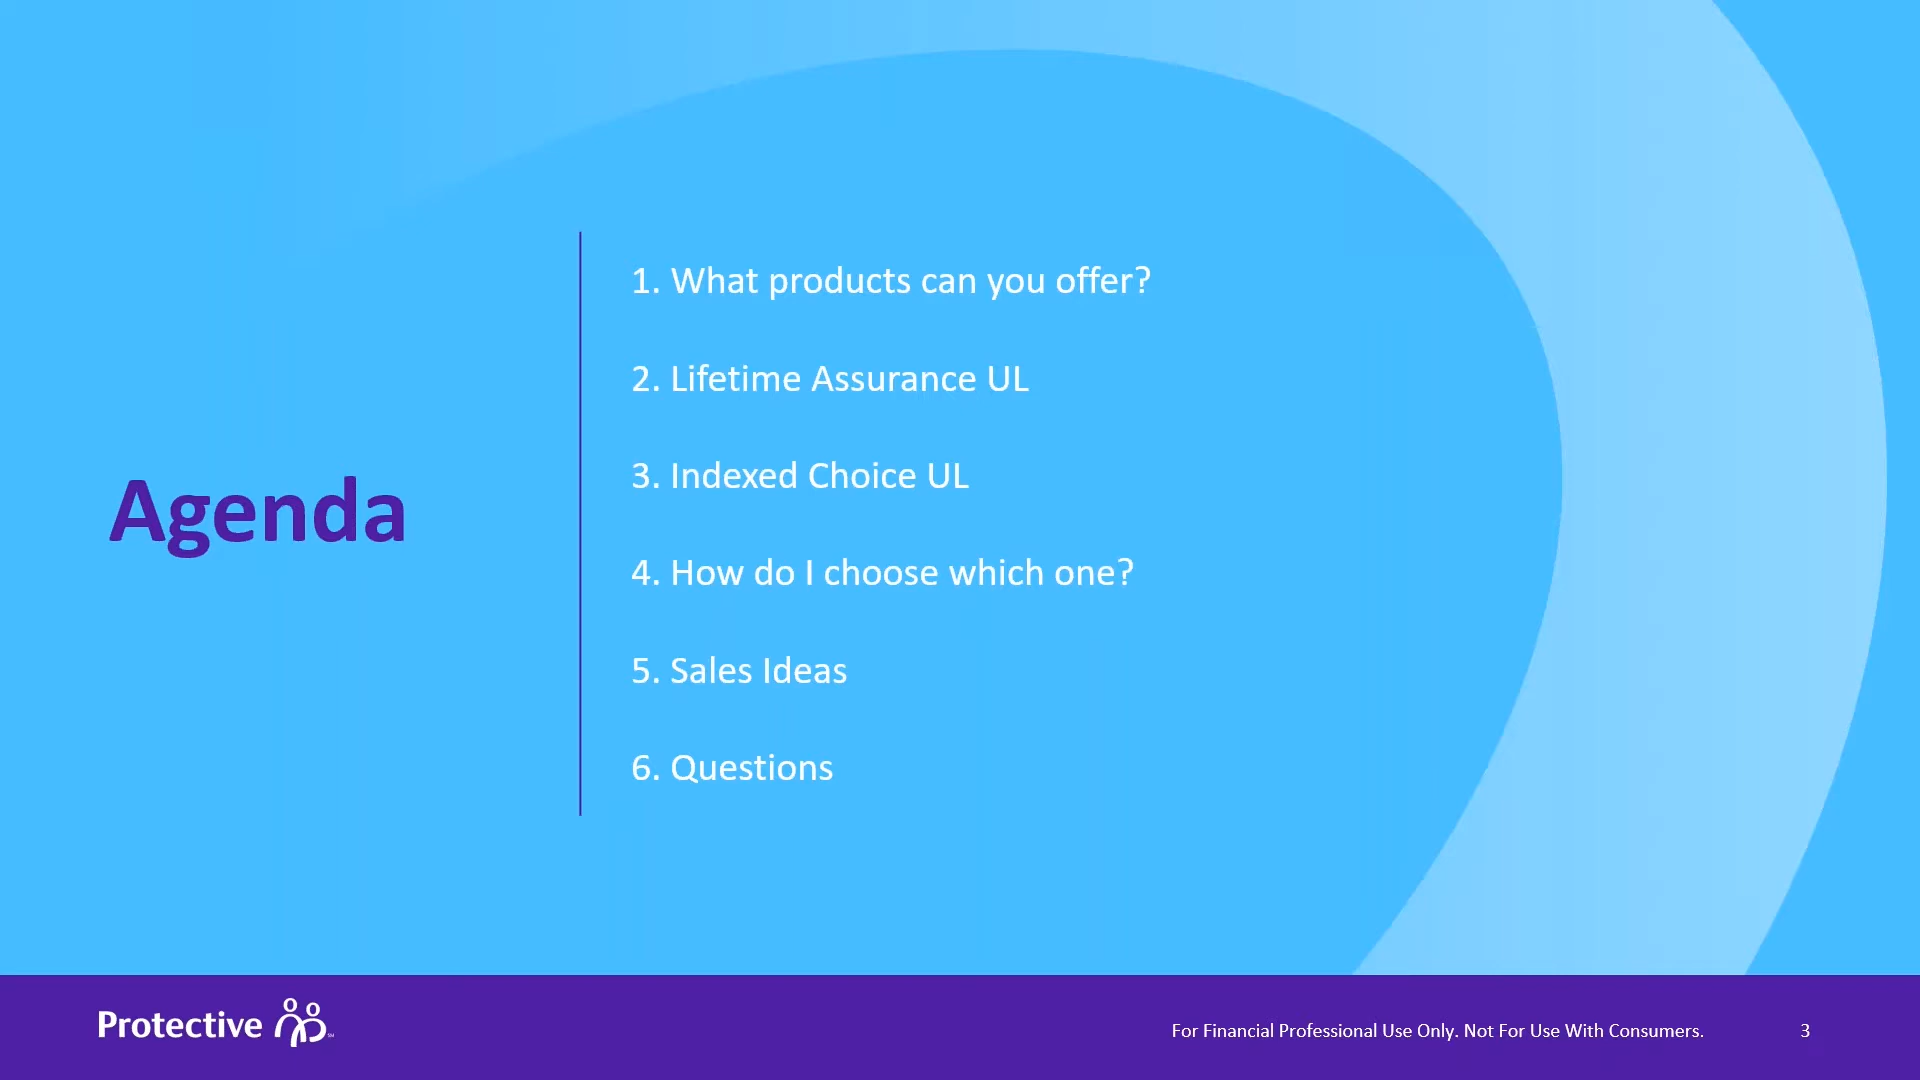 Agenda
1. What products can you offer?
2. Lifetime Assurance UL
3. Indexed Choice UL
4. How do I choose which one?
5. Sales Ideas
6. Questions
Protective
For Financial Professional Use Only. Not For Use With Consumers.
3